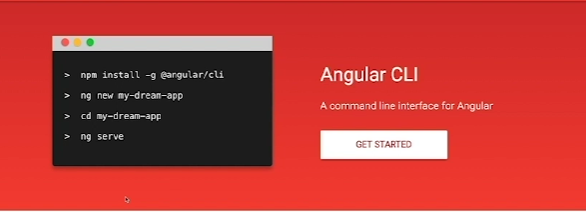 > npm install -g @angular/cli
> ng new my-dream-app
> cd my-dream-app
> ng serve
Angular CLI
A command line interface for Angular
GET STARTED